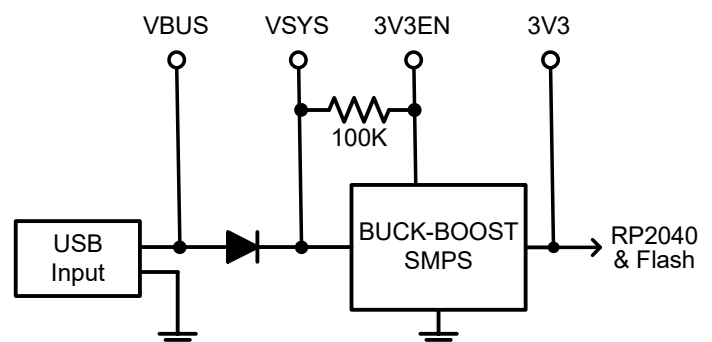 VBUS
VSYS
3V3EN
3V3
100K
USB
Input
BUCK-BOOST
SMPS
RP2040
& Flash